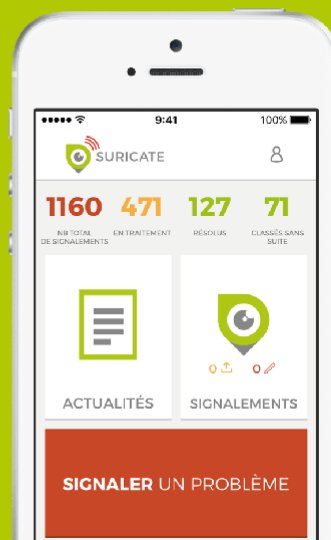 9:41 100%
SURICATE
1160 471 127 71
NB TOTAL DE SIGNALEMENTS
EN TRAITEMENT
RÉSOLUS
CLASSÉS SANS SUITE
0 0
ACTUALITÉS SIGNALEMENTS
SIGNALER UN PROBLÈME